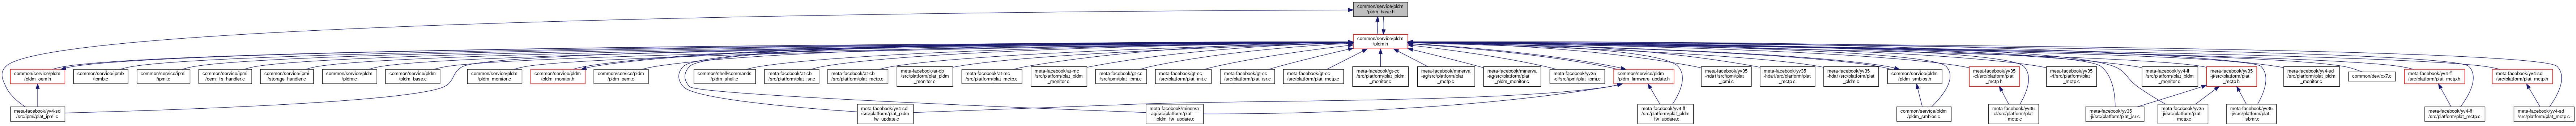 common/service/pldm
/pldm_base.h
common/service/pldm
/pldm.h
common/service/pldm
/pldm_oem.h
common/service/ipmb
/ipmb.c
common/service/ipmi
/ipmi.c
common/service/ipmi
/oem_1s_handler.c
common/service/ipmi
/storage_handler.c
common/service/pldm
/pldm.c
common/service/pldm
/pldm_base.c
common/service/pldm
/pldm_monitor.c
common/service/pldm
/pldm_monitor.h
common/service/pldm
/pldm_oem.c
common/shell/commands
/pldm_shell.c
meta-facebook/at-cb
/src/platform/plat_isr.c
meta-facebook/at-cb
/src/platform/plat_mctp.c
meta-facebook/at-cb
/src/platform/plat_pldm
_monitor.c
meta-facebook/at-mc
/src/platform/plat_mctp.c
meta-facebook/at-mc
/src/platform/plat_pldm
_monitor.c
meta-facebook/gt-cc
/src/ipmi/plat_ipmi.c
meta-facebook/gt-cc
/src/platform/plat_init.c
meta-facebook/gt-cc
/src/platform/plat_isr.c
meta-facebook/gt-cc
/src/platform/plat_mctp.c
meta-facebook/gt-cc
/src/platform/plat_pldm
_monitor.c
meta-facebook/minerva
-ag/src/platform/plat
_mctp.c
meta-facebook/minerva
-ag/src/platform/plat
_pldm_monitor.c
meta-facebook/yv35
-cl/src/ipmi/plat_ipmi.c
common/service/pldm
/pldm_firmware_update.h
meta-facebook/yv35
-hdx1/src/ipmi/plat
_ipmi.c
meta-facebook/yv35
-hdx1/src/platform/plat
_mctp.c
meta-facebook/yv35
-hdx1/src/platform/plat
_pldm.c
common/service/pldm
/pldm_smbios.h
meta-facebook/yv35
-cl/src/platform/plat
_mctp.h
meta-facebook/yv35
-rf/src/platform/plat
_mctp.c
meta-facebook/yv4-ff
/src/platform/plat_pldm
_monitor.c
meta-facebook/yv35
-ji/src/platform/plat
_mctp.h
meta-facebook/yv4-sd
/src/platform/plat_pldm
_monitor.c
common/dev/cx7.c
meta-facebook/yv4-ff
/src/platform/plat_mctp.h
meta-facebook/yv4-sd
/src/platform/plat_mctp.h
meta-facebook/yv4-sd
/src/ipmi/plat_ipmi.c
meta-facebook/yv4-sd
/src/platform/plat_pldm
_fw_update.c
meta-facebook/minerva
-ag/src/platform/plat
_pldm_fw_update.c
meta-facebook/yv4-ff
/src/platform/plat_pldm
_fw_update.c
common/service/pldm
/pldm_smbios.c
meta-facebook/yv35
-cl/src/platform/plat
_mctp.c
meta-facebook/yv35
-ji/src/platform/plat_isr.c
meta-facebook/yv35
-ji/src/platform/plat
_mctp.c
meta-facebook/yv35
-ji/src/platform/plat
_sbmr.c
meta-facebook/yv4-ff
/src/platform/plat_mctp.c
meta-facebook/yv4-sd
/src/platform/plat_mctp.c